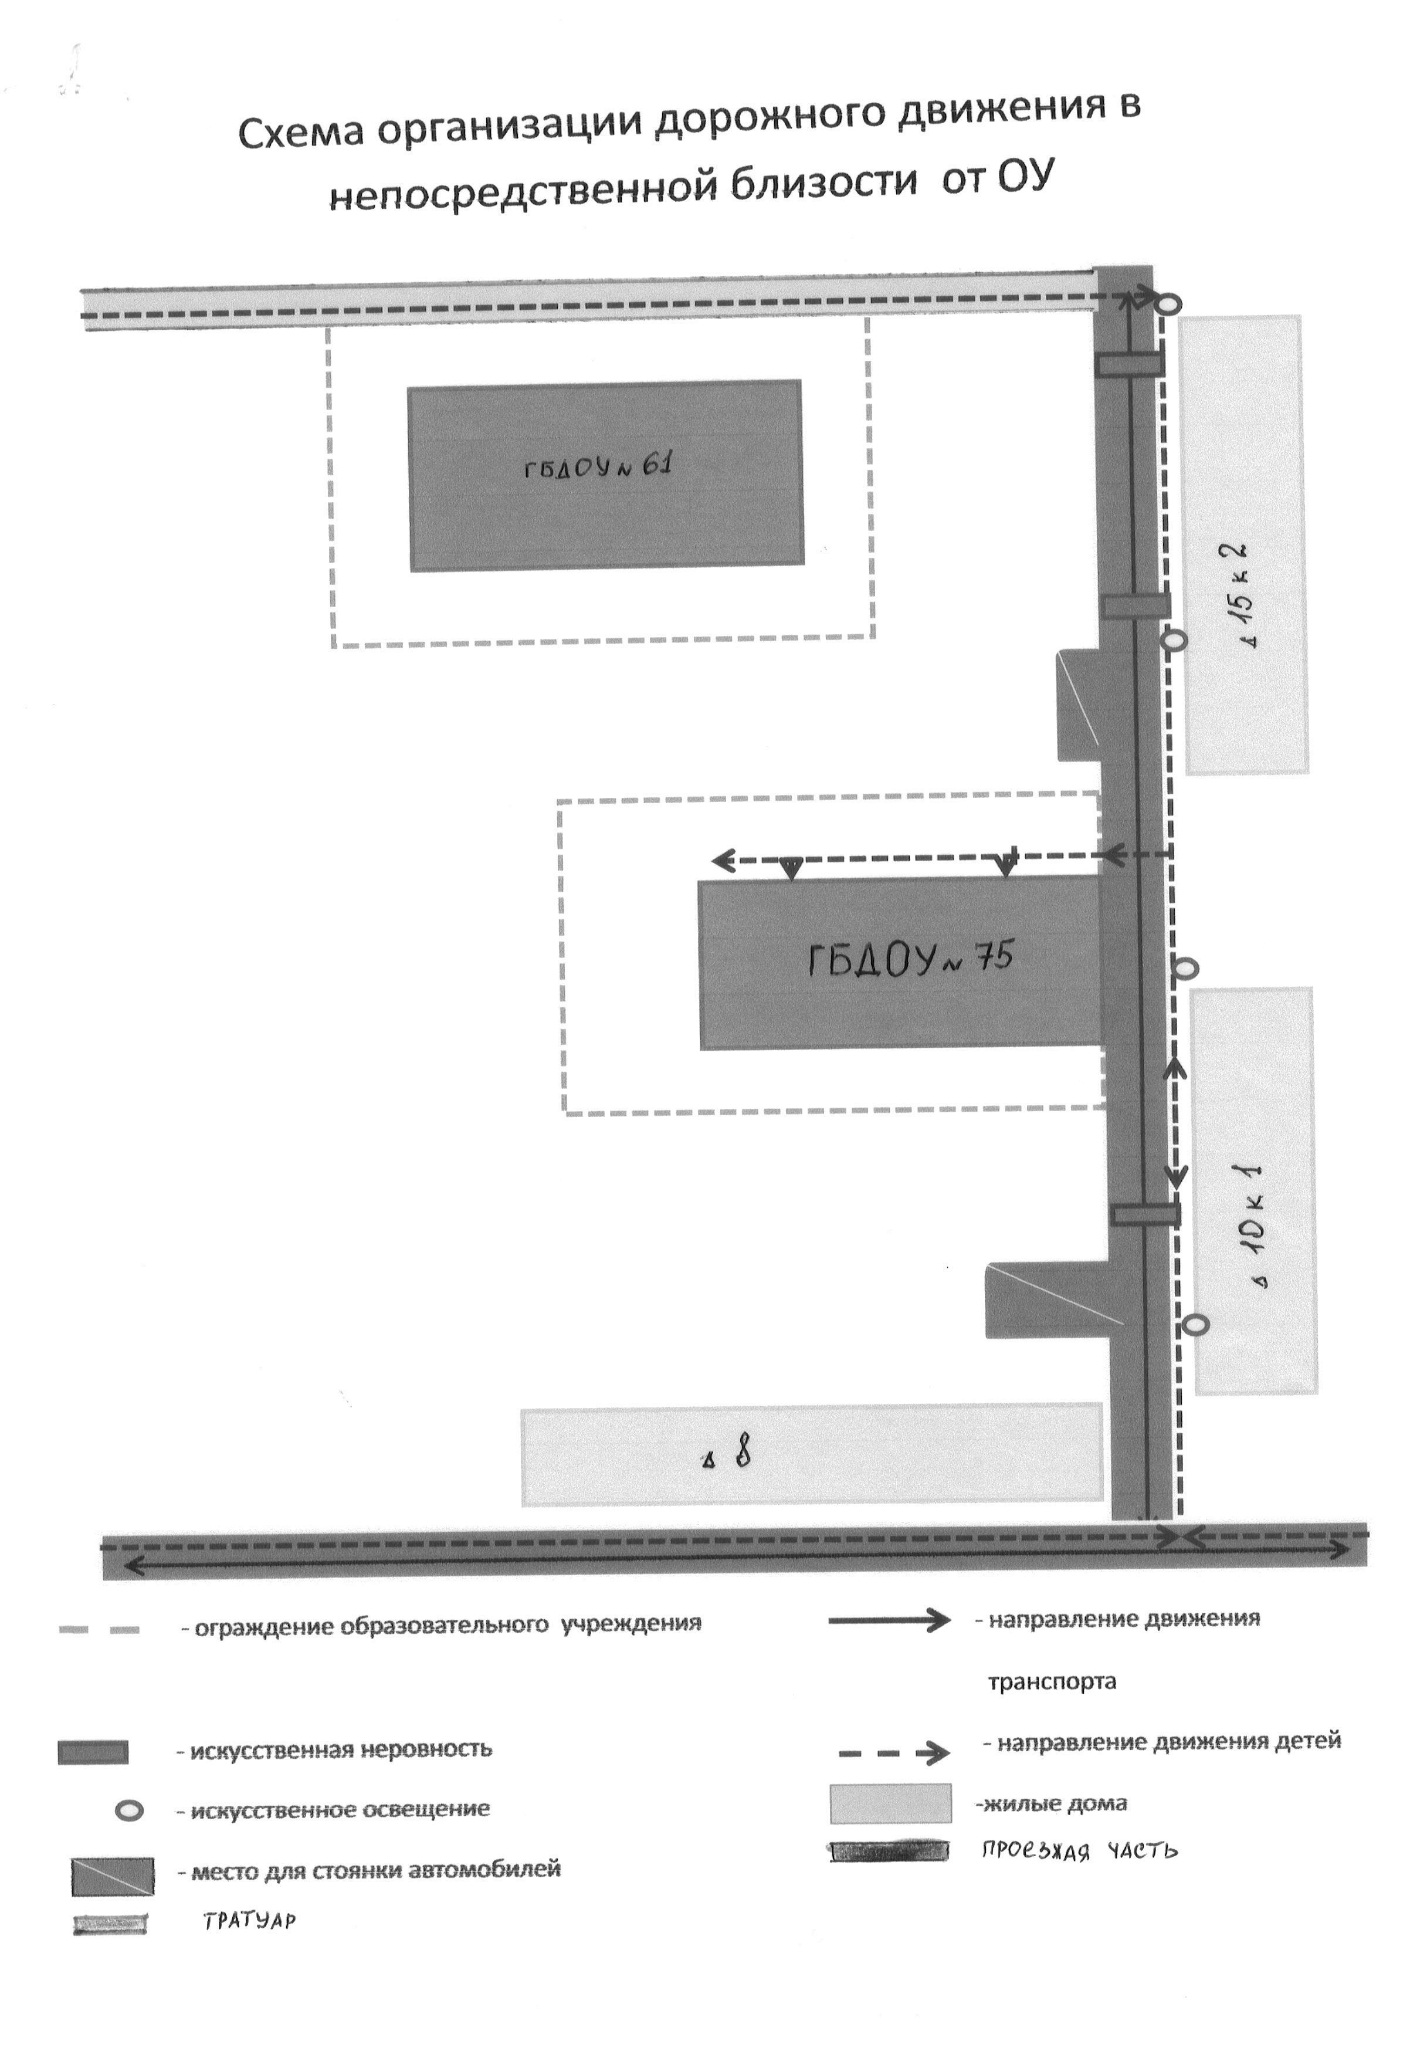 Схема организации дорожного движения в
непосредственной близости от ОУ
ГБДОУ N 61
д 15 к 2
ГБДОУ N 75
д 10 к 1
д 8
- ограждение образовательного учреждения
- направление движения
транспорта
- искусственная неровность
- направление движения детей
- искусственное освещение
-жилые дома
- место для стоянки автомобилей
ПРОЕЗЖАЯ ЧАСТЬ
ТРАТУАР